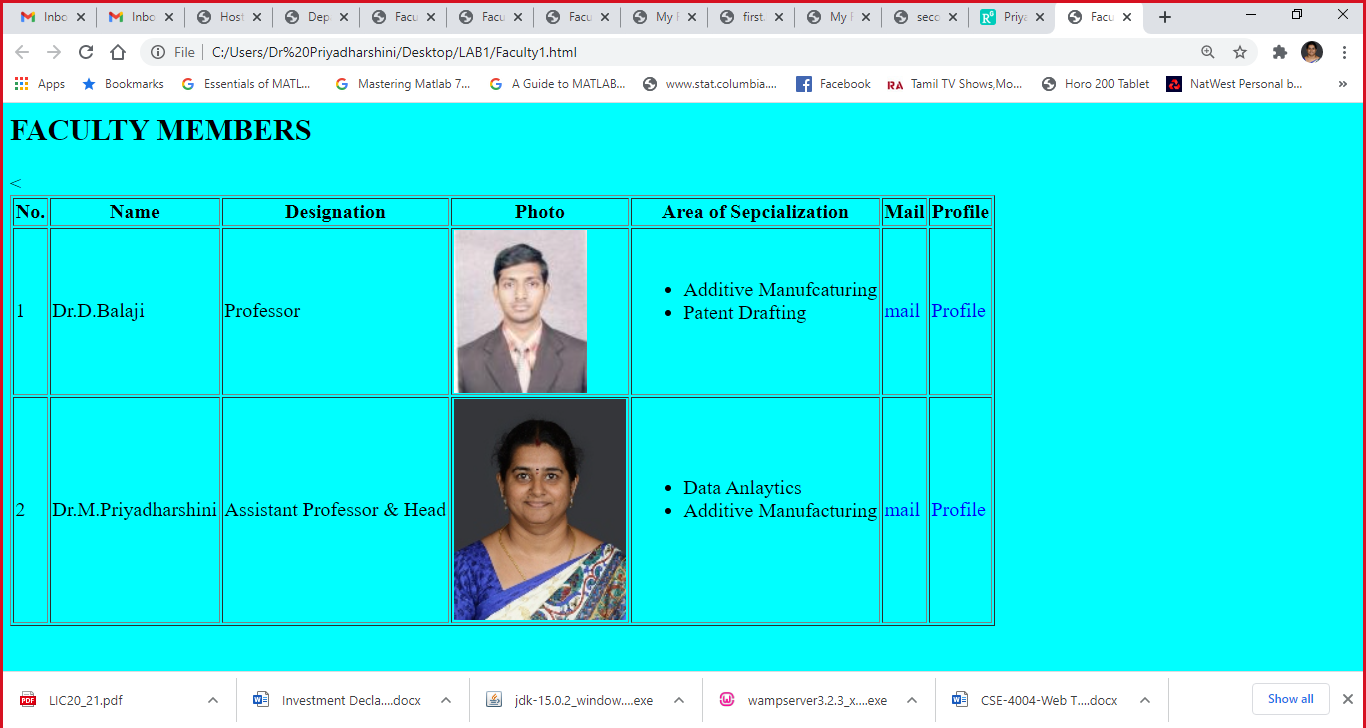 Inbo Inbo Host Dep Facu Facu Facu My first. My seco Priya Facu
File C:/Users/Dr%20Priyadharshini/Desktop/LAB1/Faculty1.html
Apps Bookmarks Essentials of MATL... Mastering Matlab 7... A Guide to MATLAB... www.stat.columbia.... Facebook RA Tamil TV Shows,Mo... Horo 200 Tablet NatWest Personal b... »
FACULTY MEMBERS
<
No. Name Designation Photo Area of Sepcialization Mail Profile
1 Dr.D.Balaji Professor • Additive Manufcaturing mail Profile
• Patent Drafting
2 Dr.M.Priyadharshini Assistant Professor & Head • Data Anlaytics mail Profile
• Additive Manufacturing
LIC20_21.pdf Investment Decla....docx jdk-15.0.2_window....exe wampserver3.2.3_x....exe CSE-4004-Web T....docx Show all